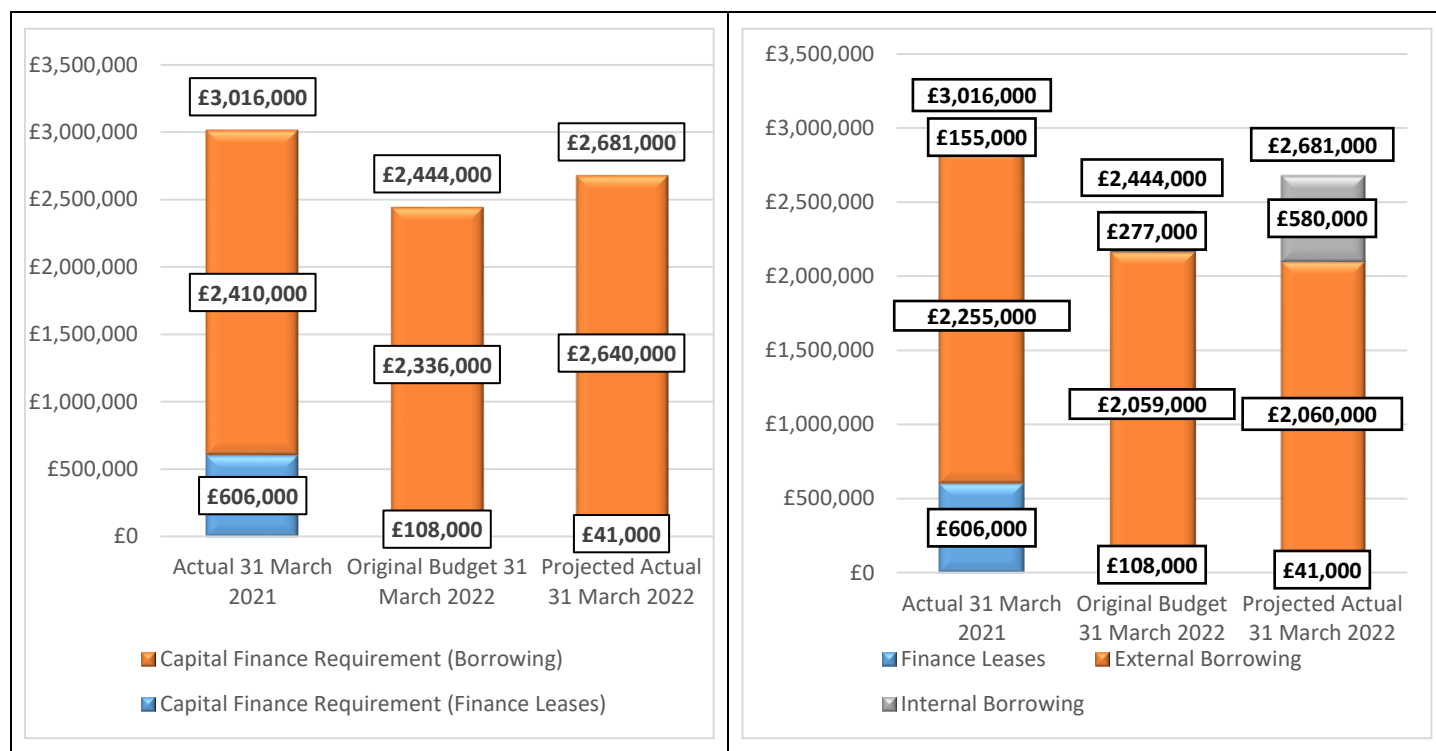 £3,500,000
£3,000,000
£2,500,000
£2,000,000
£1,500,000
£1,000,000
£500,000
£0
£3,016,000
£2,410,000
£606,000
£2,444,000
£2,336,000
£108,000
£2,681,000
£2,640,000
£41,000
Actual 31 March
2021
Original Budget 31
March 2022
Projected Actual
31 March 2022
Capital Finance Requirement (Borrowing)
Capital Finance Requirement (Finance Leases)
£3,500,000
£3,000,000
£2,500,000
£2,000,000
£1,500,000
£1,000,000
£500,000
£0
£3,016,000
£155,000
£2,255,000
£606,000
£2,444,000
£277,000
£2,059,000
£108,000
£2,681,000
£580,000
£2,060,000
£41,000
Actual 31 March
2021
Original Budget
31 March 2022
Projected Actual
31 March 2022
Finance Leases
External Borrowing
Internal Borrowing